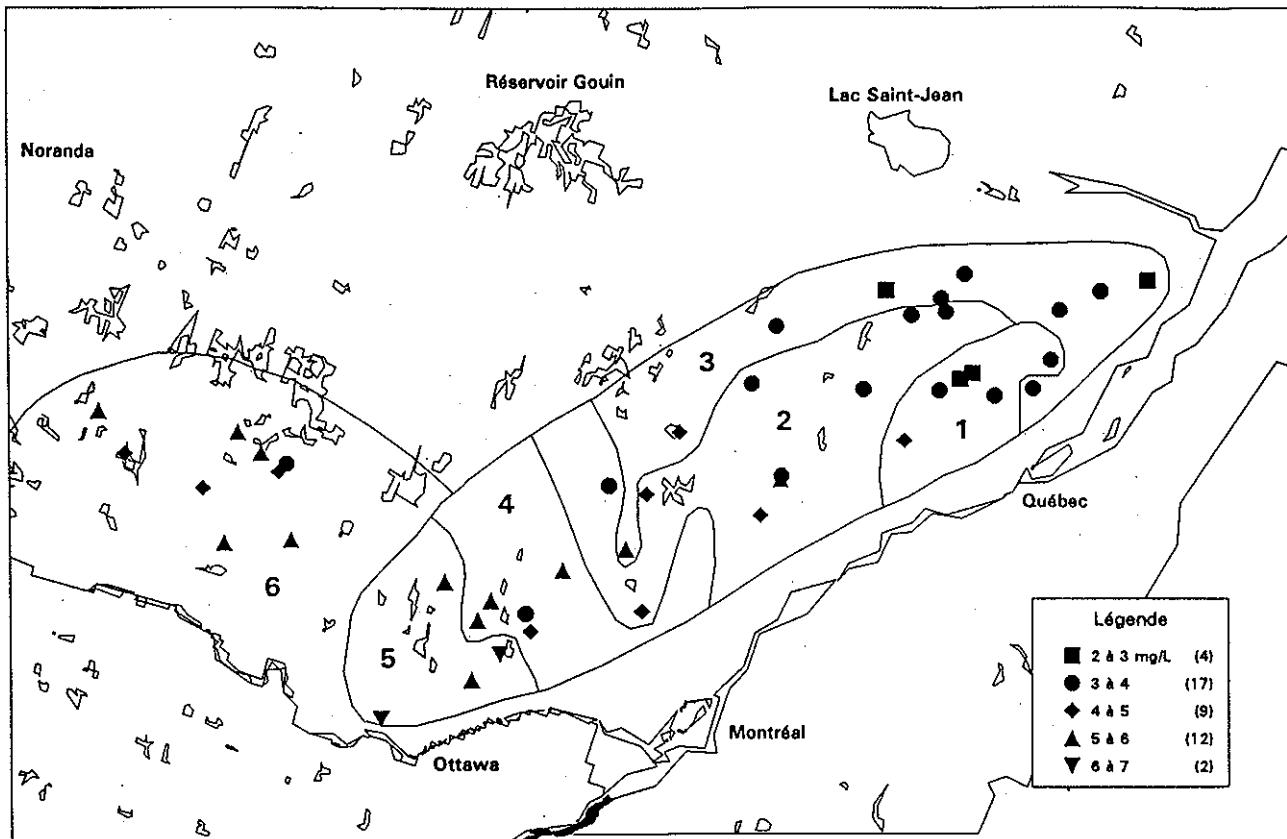 Réservoir Gouin
Lac Saint-Jean
Noranda
3
2
1
4
Québec
6
5
Légende
2 à 3 mg/L (4)
3 à 4 (17)
4 à 5 (9)
5 à 6 (12)
6 à 7 (2)
Montréal
Ottawa